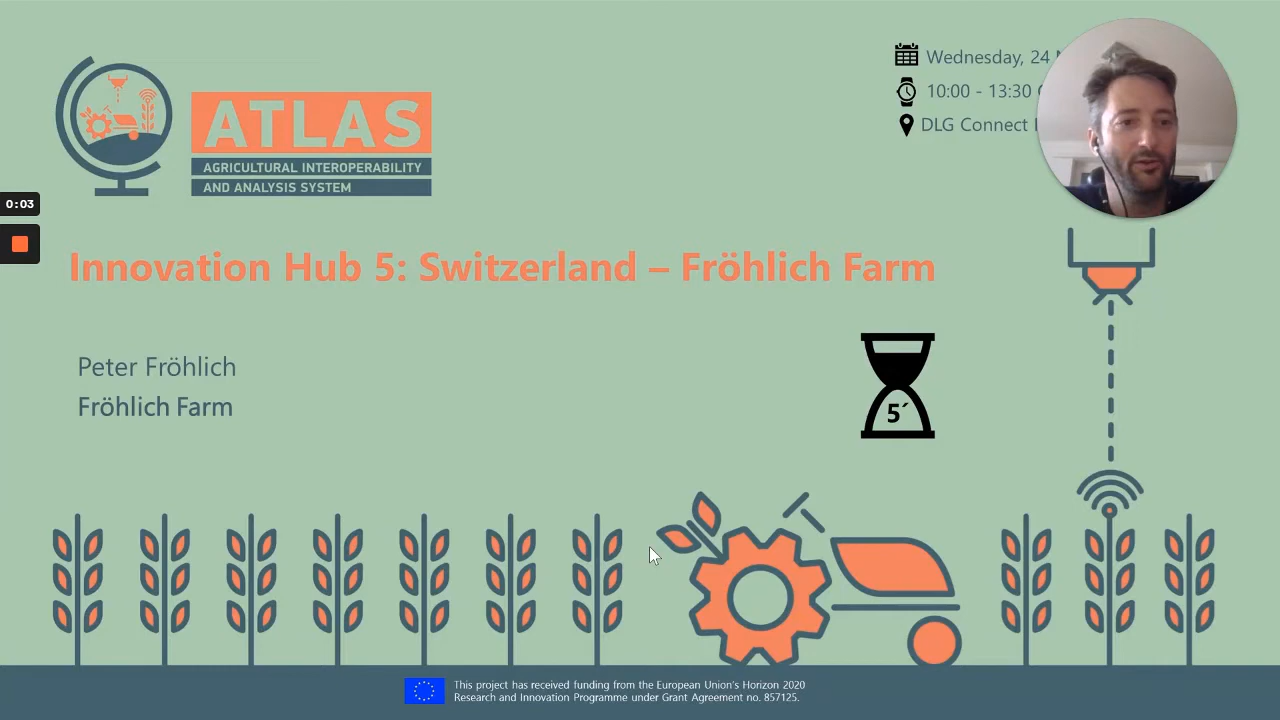 Wednesday, 24
10:00 - 13:30
DLG Connect
ATLAS
AGRICULTURAL INTEROPERABILITY
AND ANALYSIS SYSTEM
0:03
Innovation Hub 5: Switzerland – Fröhlich Farm
Peter Fröhlich
Fröhlich Farm
5´
This project has received funding from the European Union's Horizon 2020
Research and Innovation Programme under Grant Agreement no. 857125.